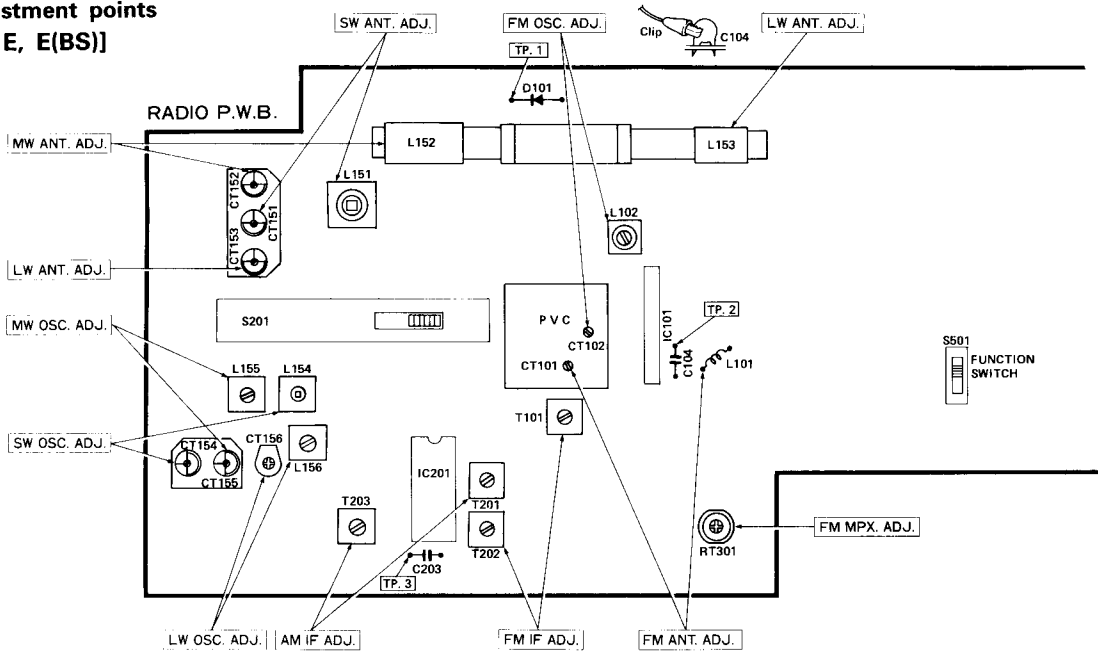 stment points
E, E(BS)]
SW ANT. ADJ.
FM OSC. ADJ.
Clip
C104
LW ANT. ADJ.
TP. 1
D101
RADIO P.W.B.
MW ANT. ADJ.
L152
L153
CT152
L151
CT151
CT153
L102
LW ANT. ADJ.
S201
PVC
CT102
CT101
IC101
TP. 2
C104
L101
S501
FUNCTION
SWITCH
MW OSC. ADJ.
L155
L154
T101
SW OSC. ADJ.
CT154
CT155
CT156
L156
IC201
T203
T201
T202
RT301
FM MPX. ADJ.
C203
TP. 3
LW OSC. ADJ.
AM IF ADJ.
FM IF ADJ.
FM ANT. ADJ.